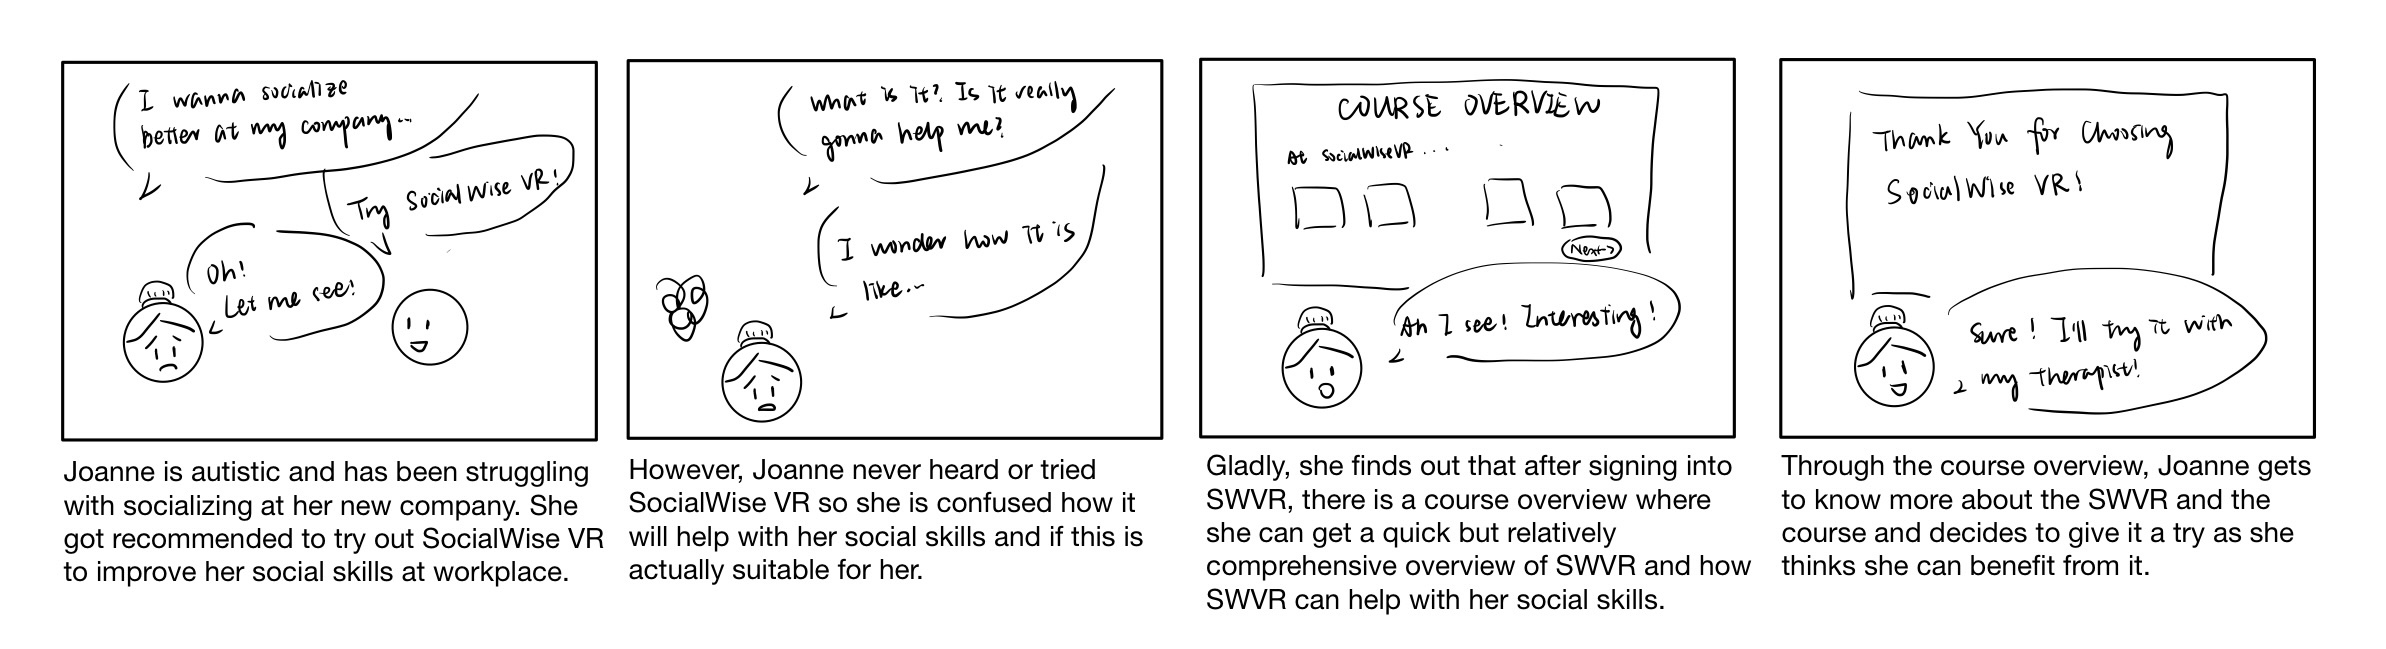 I wanna socialize
better at my company...
Try SocialWise VR!
Oh!
Let me see!
Joanne is autistic and has been struggling
with socializing at her new company. She
got recommended to try out SocialWise VR
to improve her social skills at workplace.
what is it? Is it really
gonna help me?
I wonder how it is
like...
However, Joanne never heard or tried
SocialWise VR so she is confused how it
will help with her social skills and if this is
actually suitable for her.
COURSE OVERVIEW
At SocialWiseVR ...
Next>
Ah I see! Interesting!
Gladly, she finds out that after signing into
SWVR, there is a course overview where
she can get a quick but relatively
comprehensive overview of SWVR and how
SWVR can help with her social skills.
Thank You for Choosing
SocialWise VR!
Sure! I'll try it with
my therapist!
Through the course overview, Joanne gets
to know more about the SWVR and the
course and decides to give it a try as she
thinks she can benefit from it.